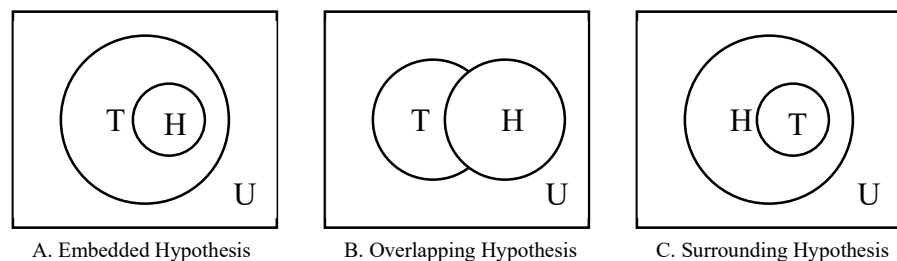 T H U
T H U
H T U
A. Embedded Hypothesis
B. Overlapping Hypothesis
C. Surrounding Hypothesis